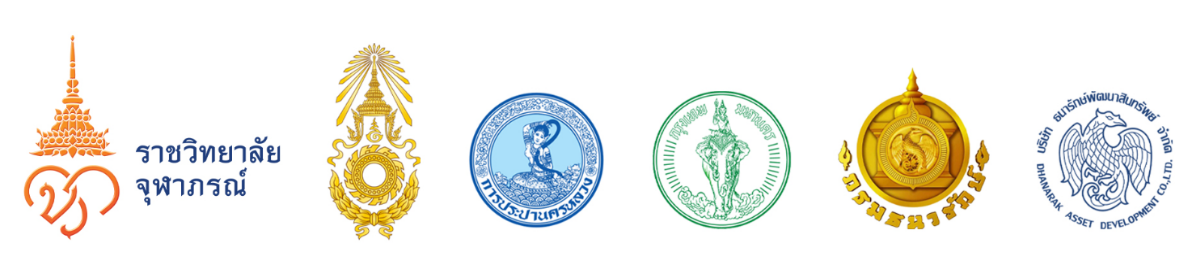 ราชวิทยาลัย
จุฬาภรณ์
การประปานครหลวง
กรุงเทพ มหานคร
กรมธนารักษ์
บริษัท ธนารักษ์พัฒนาสินทรัพย์ จำกัด
DHANARAK ASSET DEVELOPMENT CO.,LTD.